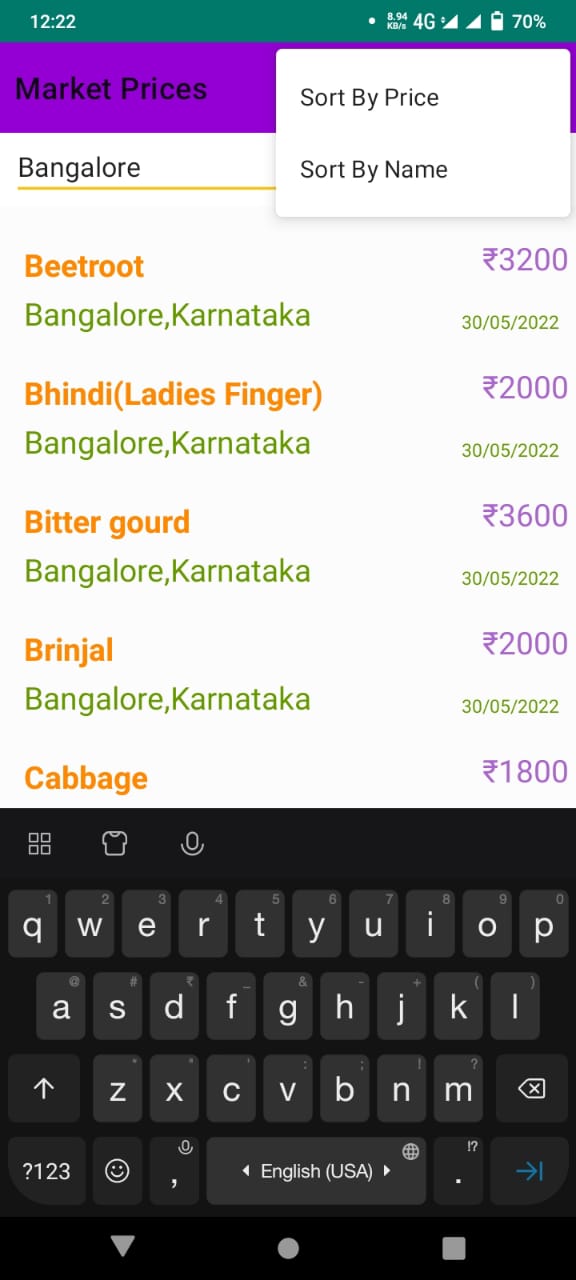 12:22
8.94 KB/s 4G 70%
Market Prices
Sort By Price
Sort By Name
Bangalore
Beetroot ₹3200
Bangalore,Karnataka 30/05/2022
Bhindi(Ladies Finger) ₹2000
Bangalore,Karnataka 30/05/2022
Bitter gourd ₹3600
Bangalore,Karnataka 30/05/2022
Brinjal ₹2000
Bangalore,Karnataka 30/05/2022
Cabbage ₹1800
1 2 3 4 5 6 7 8 9 0
q w e r t y u i o p
@ # ₹ _ & - + ( )
a s d f g h j k l
* " ' : ; ! ?
z x c v b n m
!?
?123 , English (USA) .